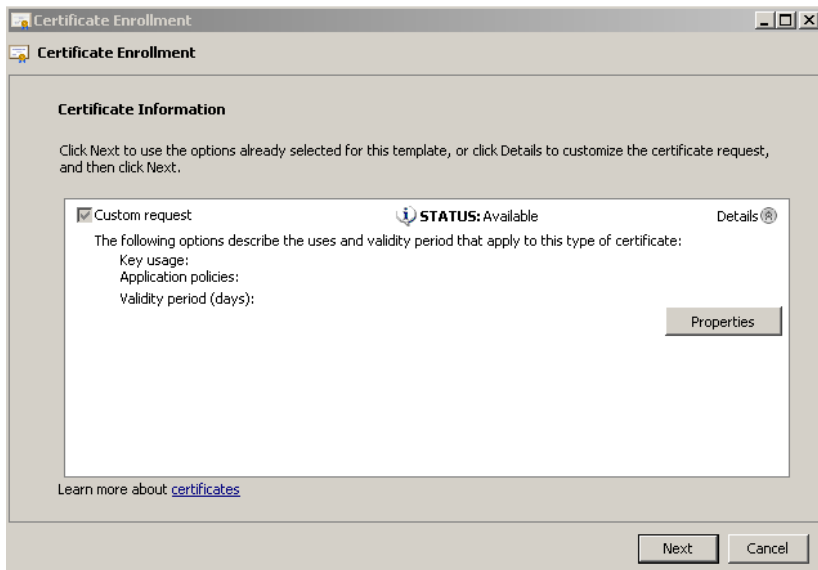 Certificate Enrollment
Certificate Enrollment
Certificate Information
Click Next to use the options already selected for this template, or click Details to customize the certificate request,
and then click Next.
Custom request STATUS: Available Details
The following options describe the uses and validity period that apply to this type of certificate:
Key usage:
Application policies:
Validity period (days):
Properties
Learn more about certificates
Next Cancel